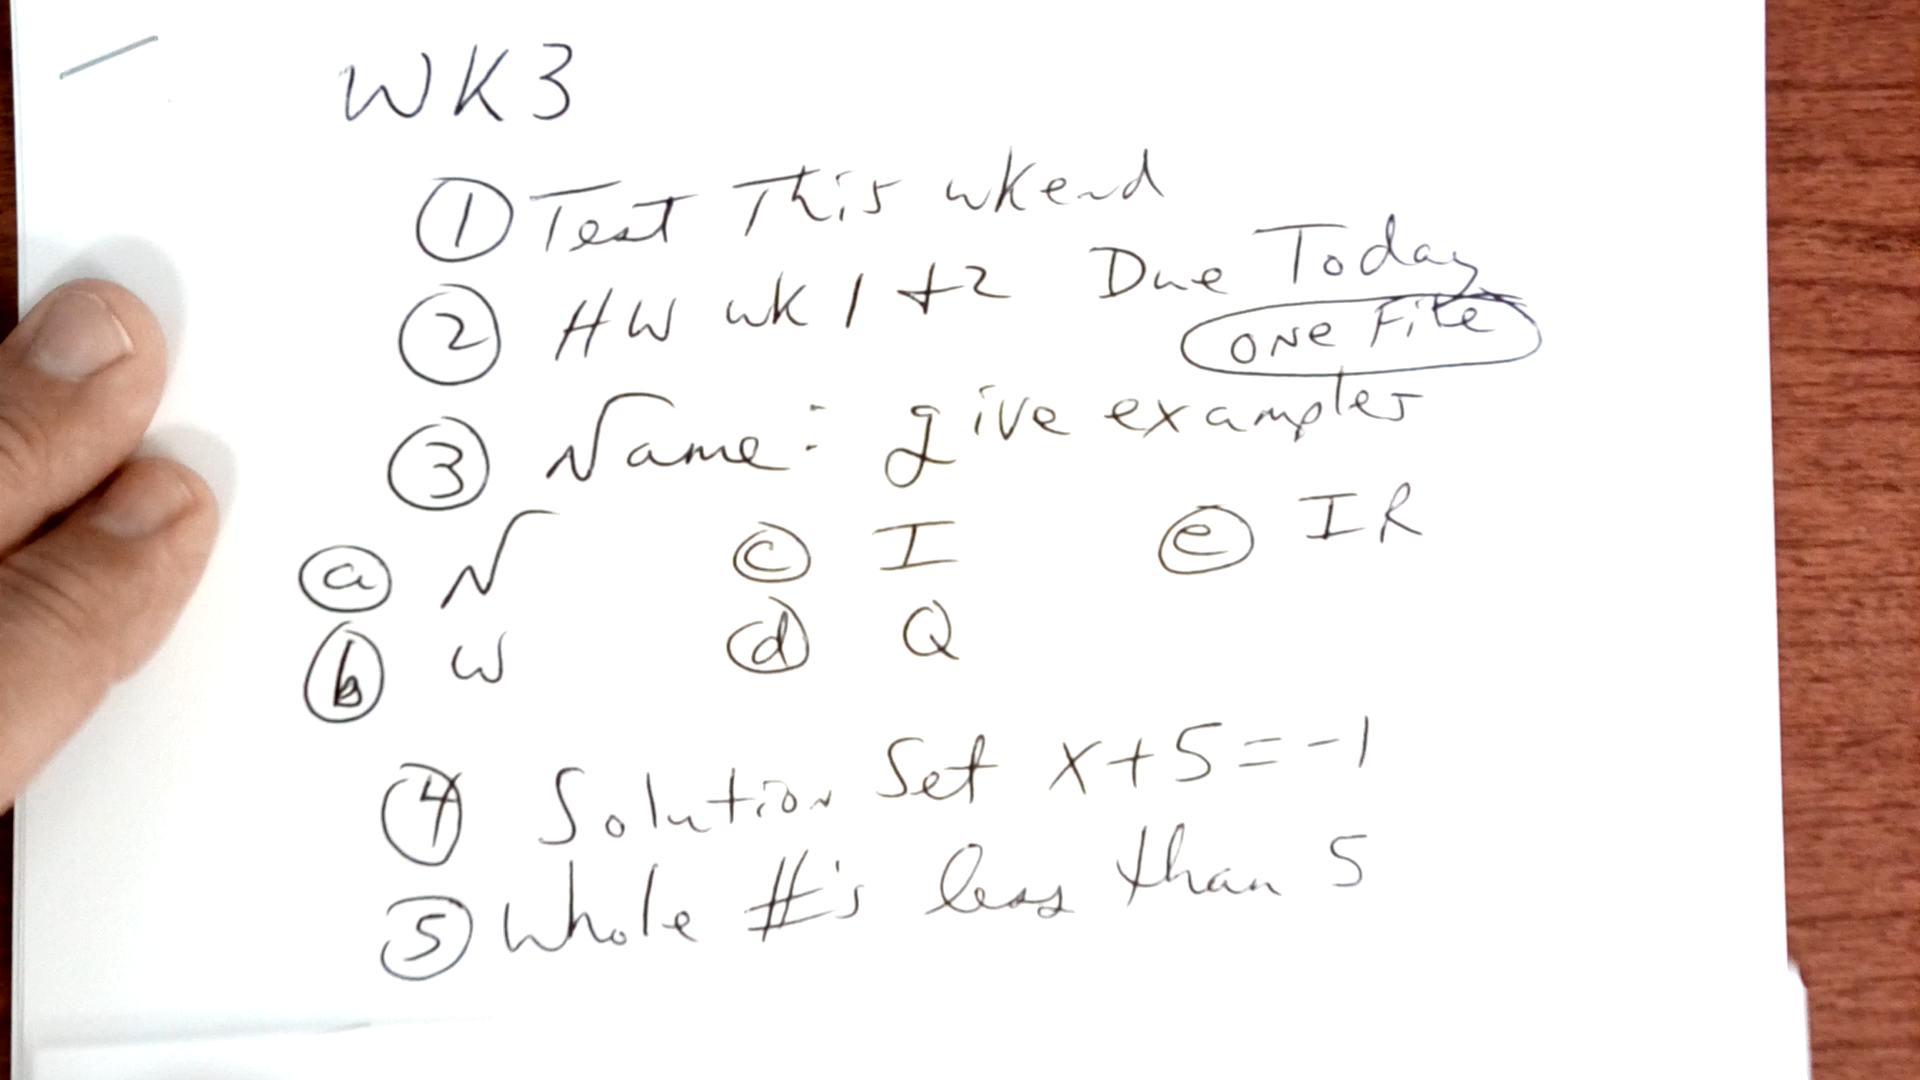 WK3
① Test This wkend
② HW wk 1 + 2 Due Today
ONE File
③ Name: give examples
ⓐ N ⓒ I ⓔ IR
ⓑ W ⓓ Q
④ Solution Set x+5=-1
⑤ Whole #'s less than 5